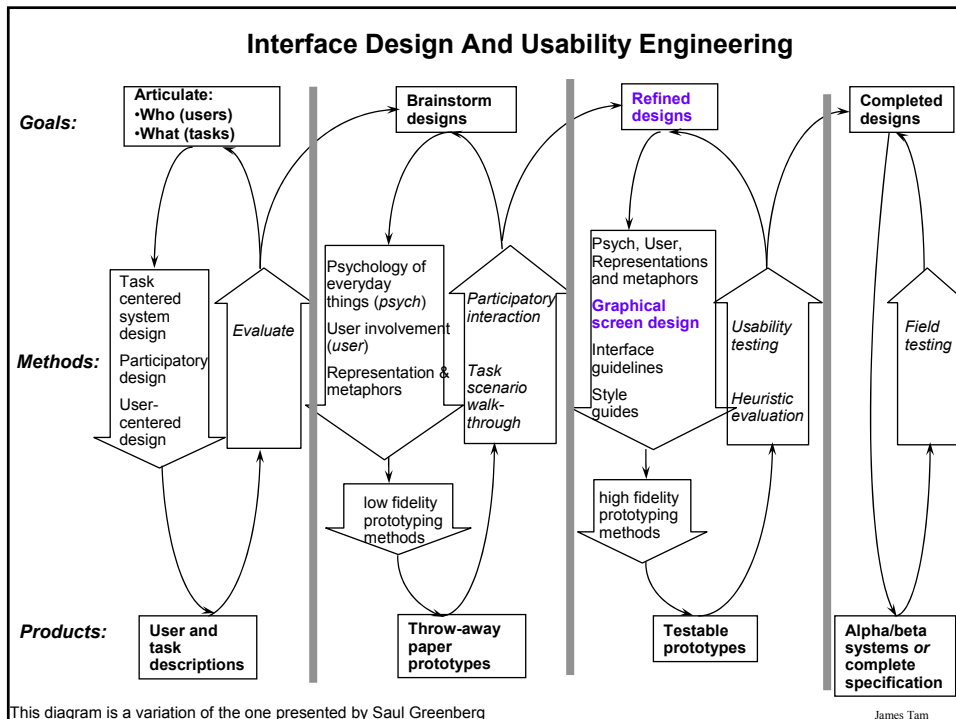 Interface Design And Usability Engineering
Goals:
Articulate:
•Who (users)
•What (tasks)
Brainstorm
designs
Refined
designs
Completed
designs
Methods:
Task
centered
system
design
Participatory
design
User-
centered
design
Evaluate
Psychology of
everyday
things (psych)
User involvement
(user)
Representation &
metaphors
Participatory
interaction
Task
scenario
walk-
through
Psych, User,
Representations
and metaphors
Graphical
screen design
Interface
guidelines
Style
guides
Usability
testing
Heuristic
evaluation
Field
testing
low fidelity
prototyping
methods
high fidelity
prototyping
methods
Products:
User and
task
descriptions
Throw-away
paper
prototypes
Testable
prototypes
Alpha/beta
systems or
complete
specification
This diagram is a variation of the one presented by Saul Greenberg
James Tam